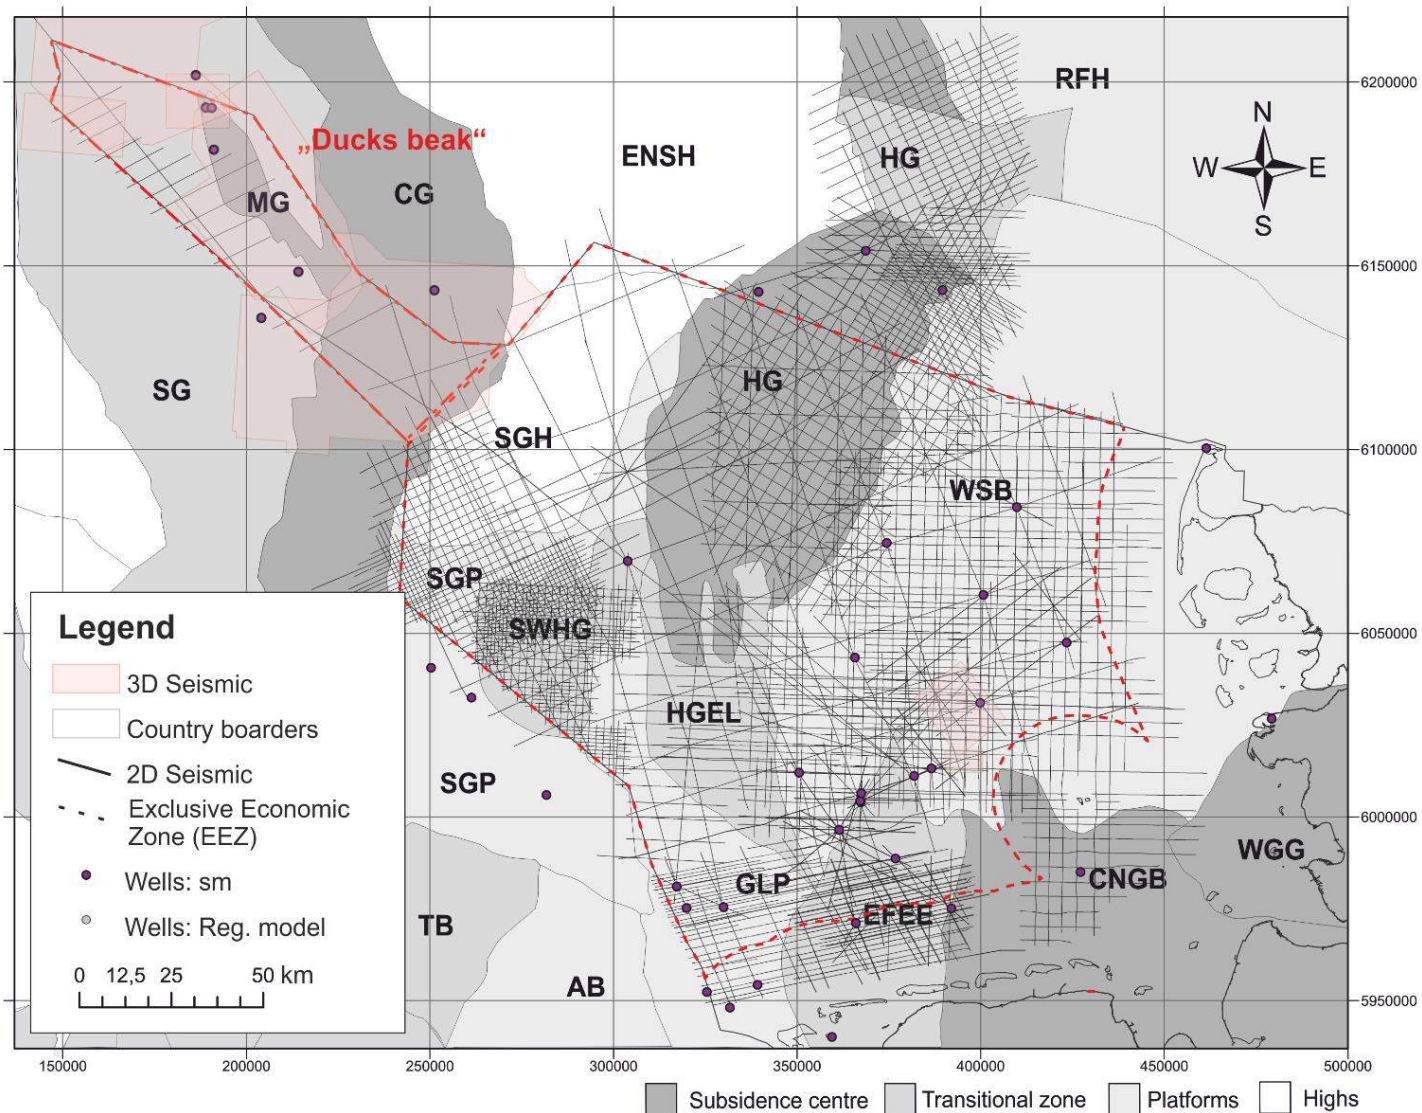 RFH
6200000
N
„Ducks beak“
ENSH
HG
W
E
MG
CG
S
6150000
SG
HG
SGH
6100000
WSB
SGP
6050000
SWHG
HGEL
SGP
6000000
WGG
GLP
CNGB
EFEE
TB
AB
5950000
Legend
3D Seismic
Country boarders
2D Seismic
Exclusive Economic
Zone (EEZ)
Wells: sm
Wells: Reg. model
0 12,5 25 50 km
150000 200000 250000 300000 350000 400000 450000 500000
Subsidence centre Transitional zone Platforms Highs